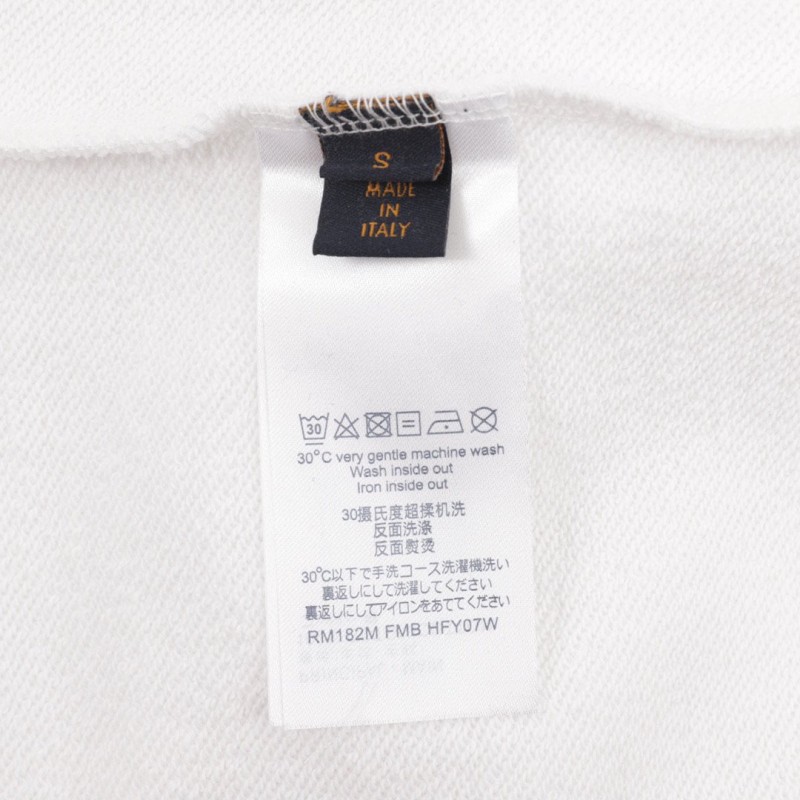 S
MADE
IN
ITALY
30
30°C very gentle machine wash
Wash inside out
Iron inside out
30摄氏度超揉机洗
反面洗涤
反面熨烫
30℃以下で手洗コース洗濯機洗い
裏返しにして洗濯してください
裏返しにしてアイロンをあててください
RM182M FMB HFY07W